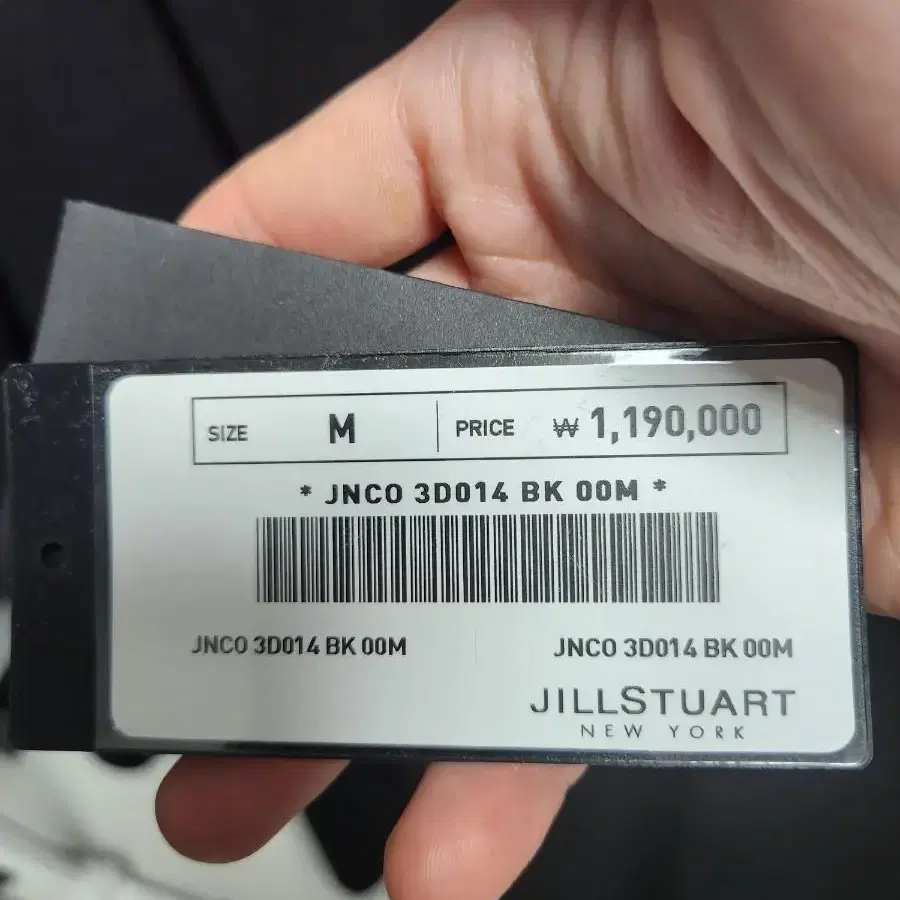 SIZE M PRICE ₩ 1,190,000
* JNCO 3D014 BK 00M *
JNCO 3D014 BK 00M JNCO 3D014 BK 00M
JILLSTUART
NEW YORK